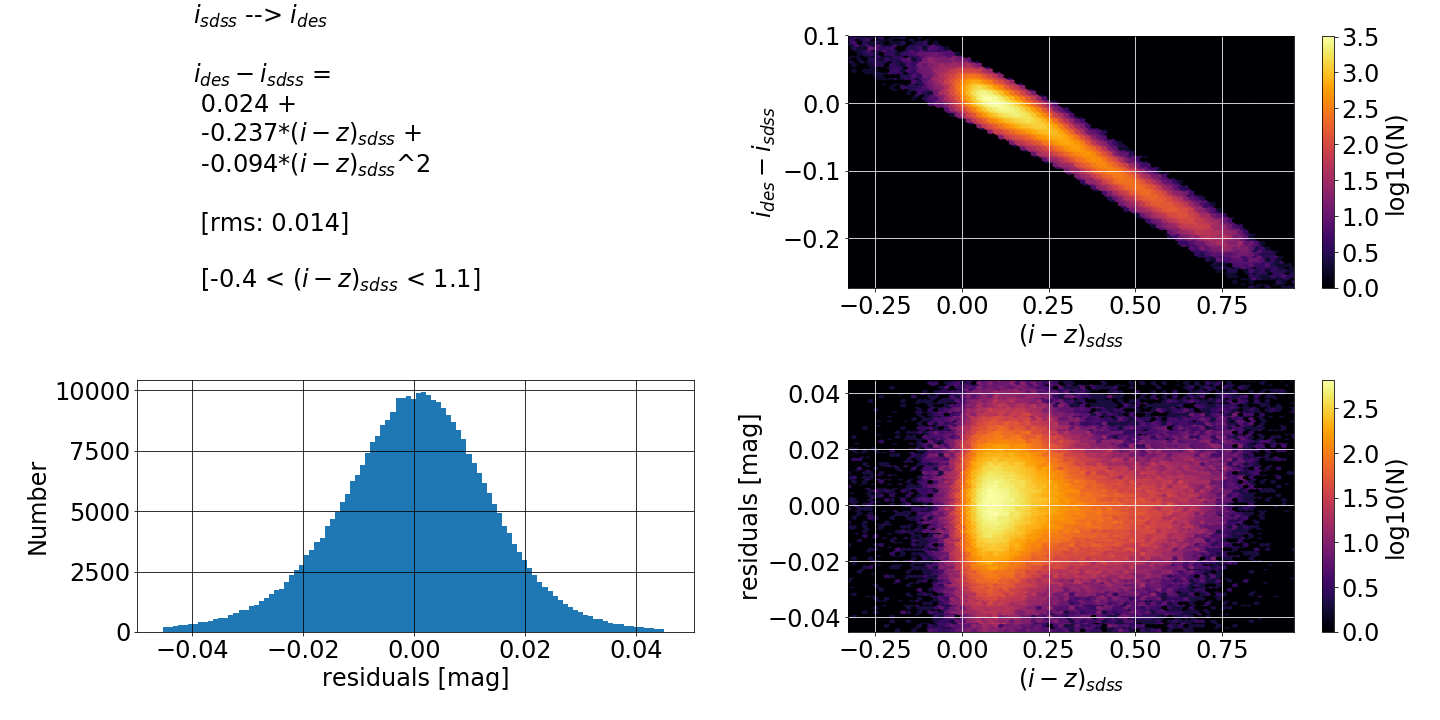 i_sdss --> i_des
i_des − i_sdss =
0.024 +
-0.237*(i − z)_sdss +
-0.094*(i − z)_sdss^2
[rms: 0.014]
[-0.4 < (i − z)_sdss < 1.1]
0.1
0.0
−0.1
−0.2
i_des − i_sdss
−0.25 0.00 0.25 0.50 0.75
(i − z)_sdss
3.5
3.0
2.5
2.0
1.5
1.0
0.5
0.0
log10(N)
10000
7500
5000
2500
0
Number
−0.04 −0.02 0.00 0.02 0.04
residuals [mag]
0.04
0.02
0.00
−0.02
−0.04
residuals [mag]
−0.25 0.00 0.25 0.50 0.75
(i − z)_sdss
2.5
2.0
1.5
1.0
0.5
0.0
log10(N)